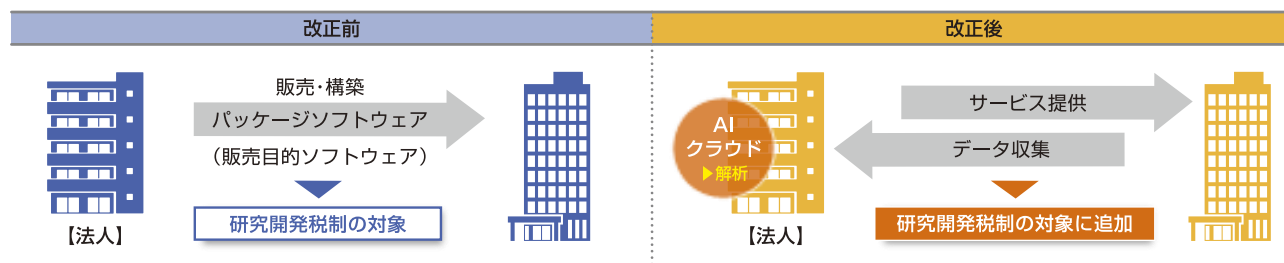 改正前
販売・構築
パッケージソフトウェア
（販売目的ソフトウェア）
研究開発税制の対象
【法人】
改正後
AI
クラウド
▶解析
サービス提供
データ収集
研究開発税制の対象に追加
【法人】